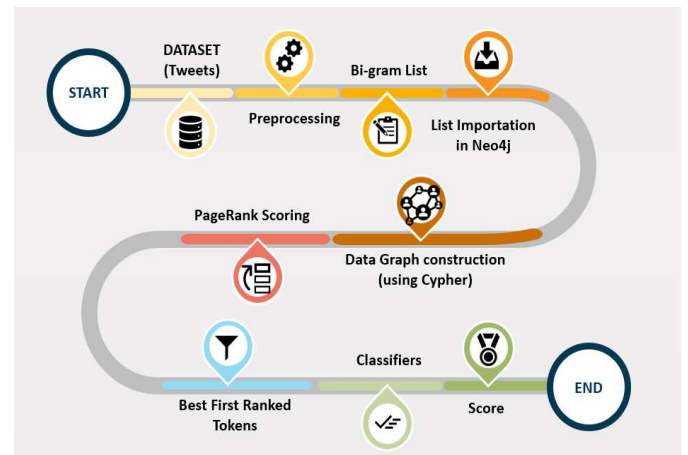 START
DATASET
(Tweets)
Preprocessing
Bi-gram List
List Importation
in Neo4j
PageRank Scoring
Data Graph construction
(using Cypher)
Best First Ranked
Tokens
Classifiers
Score
END